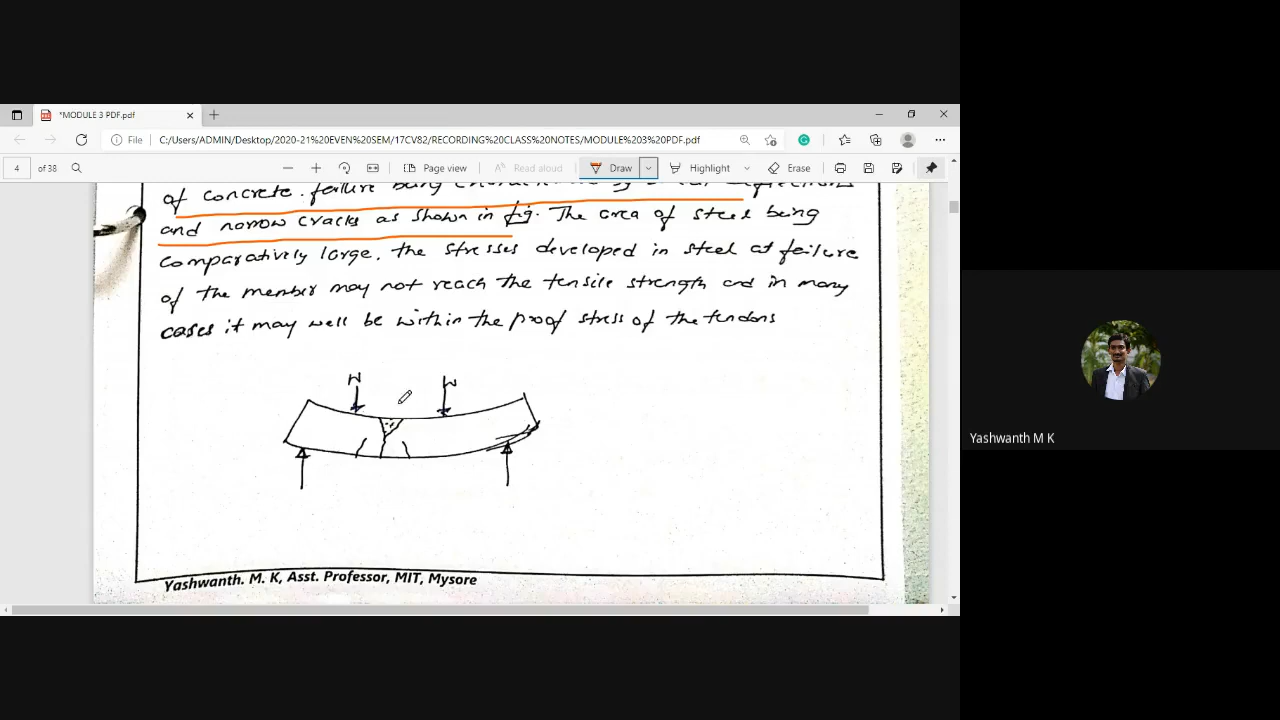 *MODULE 3 PDF.pdf
File C:/Users/ADMIN/Desktop/2020-21%20EVEN%20SEM/17CV82/RECORDING%20CLASS%20NOTES/MODULE%203%20PDF.pdf
4 of 38 Page view Read aloud Draw Highlight Erase
of concrete. failure being
and narrow cracks as shown in fig. The area of steel being
comparatively large, the stresses developed in steel at failure
of the member may not reach the tensile strength and in many
cases it may well be within the proof stress of the tendons
W W
Yashwanth. M. K, Asst. Professor, MIT, Mysore
Yashwanth M K